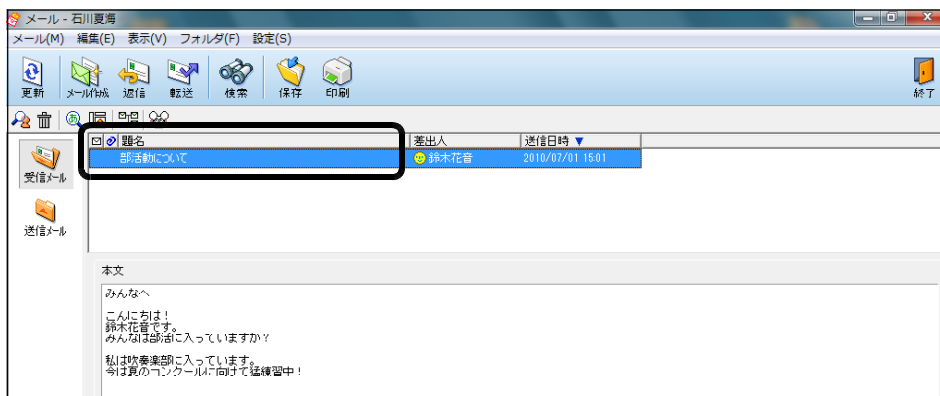 メール - 石川夏海
メール(M) 編集(E) 表示(V) フォルダ(F) 設定(S)
更新 メール作成 返信 転送 検索 保存 印刷 終了
題名 差出人 送信日時 ▼
部活動について 鈴木花音 2010/07/01 15:01
受信メール
送信メール
本文
みんなへ
こんにちは！
鈴木花音です。
みんなは部活に入っていますか？
私は吹奏楽部に入っています。
今は夏のコンクールに向けて猛練習中！